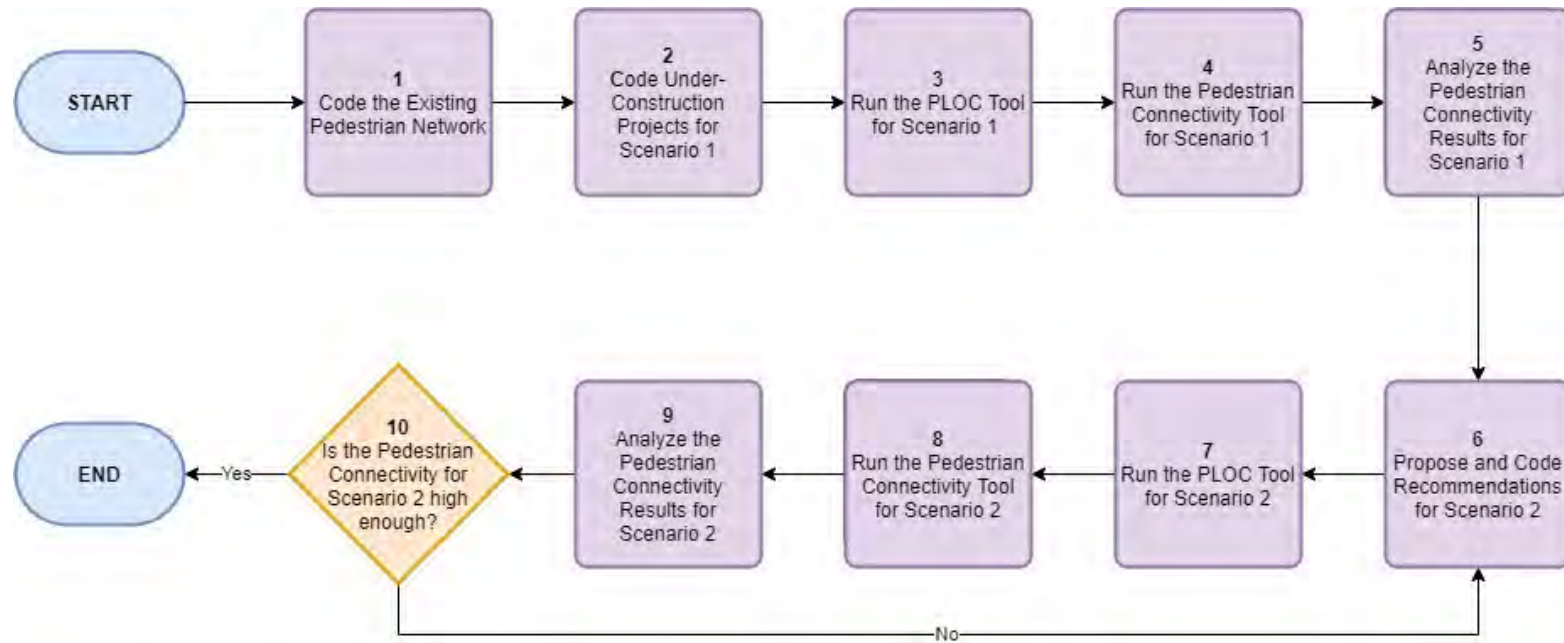 START
1
Code the Existing
Pedestrian Network
2
Code Under-
Construction
Projects for
Scenario 1
3
Run the PLOC Tool
for Scenario 1
4
Run the Pedestrian
Connectivity Tool
for Scenario 1
5
Analyze the
Pedestrian
Connectivity
Results for
Scenario 1
6
Propose and Code
Recommendations
for Scenario 2
7
Run the PLOC Tool
for Scenario 2
8
Run the Pedestrian
Connectivity Tool
for Scenario 2
9
Analyze the
Pedestrian
Connectivity
Results for
Scenario 2
10
Is the Pedestrian
Connectivity for
Scenario 2 high
enough?
Yes
END
No